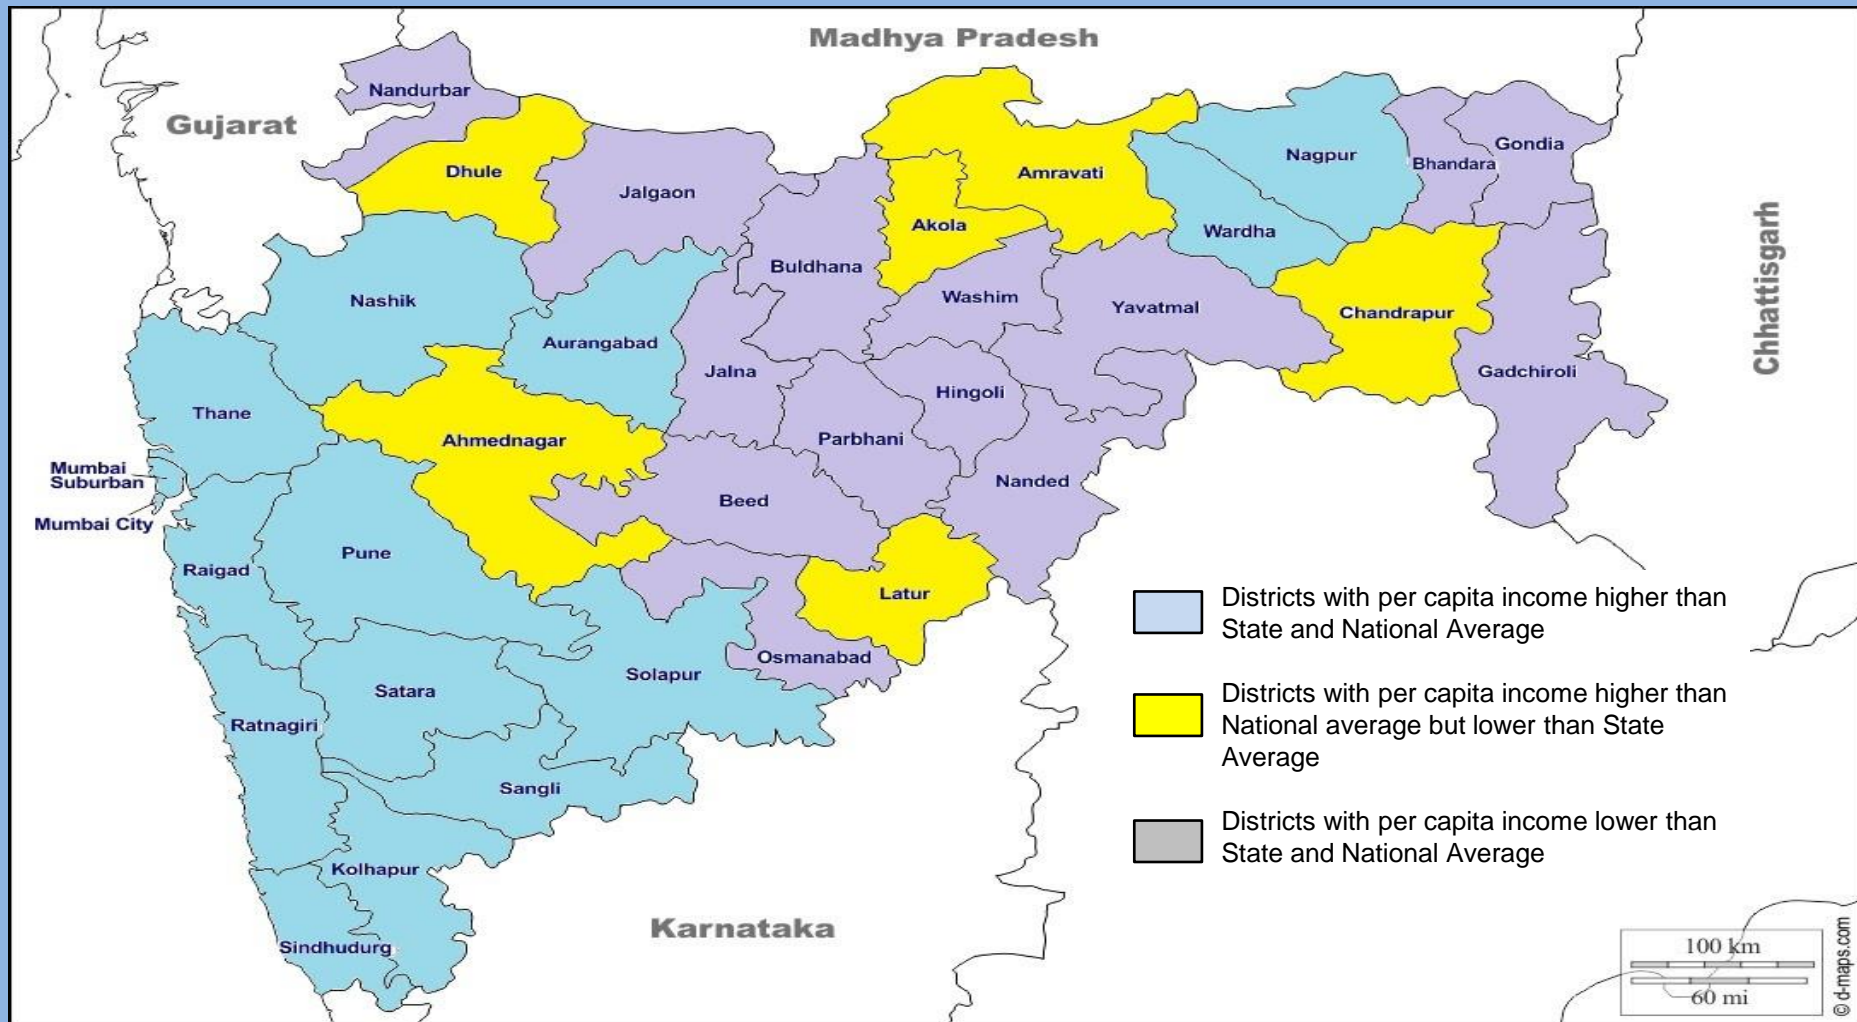 Madhya Pradesh
Gujarat
Nandurbar
Dhule
Jalgaon
Amravati
Akola
Nagpur
Bhandara
Gondia
Wardha
Buldhana
Washim
Yavatmal
Chandrapur
Gadchiroli
Chhattisgarh
Nashik
Aurangabad
Jalna
Hingoli
Parbhani
Nanded
Thane
Ahmednagar
Beed
Mumbai
Suburban
Mumbai City
Raigad
Pune
Latur
Osmanabad
Solapur
Satara
Ratnagiri
Sangli
Kolhapur
Sindhudurg
Karnataka
Districts with per capita income higher than
State and National Average
Districts with per capita income higher than
National average but lower than State
Average
Districts with per capita income lower than
State and National Average
100 km
60 mi
© d-maps.com